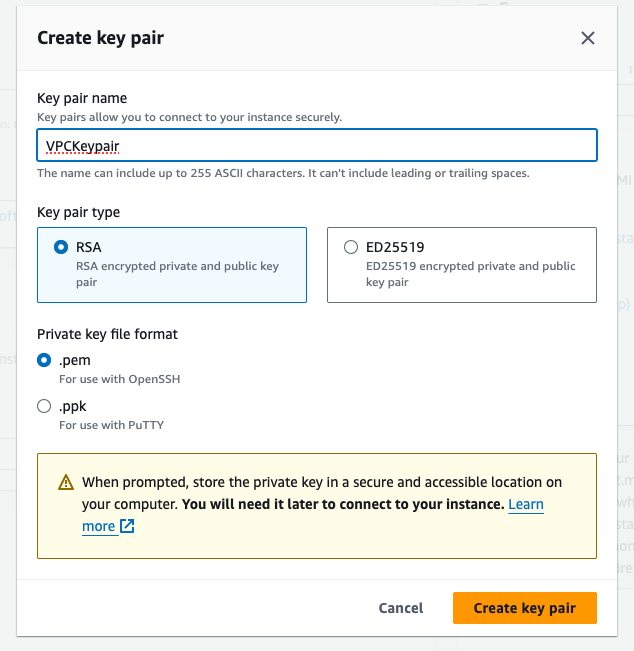 Create key pair
Key pair name
Key pairs allow you to connect to your instance securely.
VPCKeypair
The name can include up to 255 ASCII characters. It can't include leading or trailing spaces.
Key pair type
RSA
RSA encrypted private and public key
pair
ED25519
ED25519 encrypted private and public
key pair
Private key file format
.pem
For use with OpenSSH
.ppk
For use with PuTTY
When prompted, store the private key in a secure and accessible location on
your computer. You will need it later to connect to your instance. Learn
more
Cancel
Create key pair